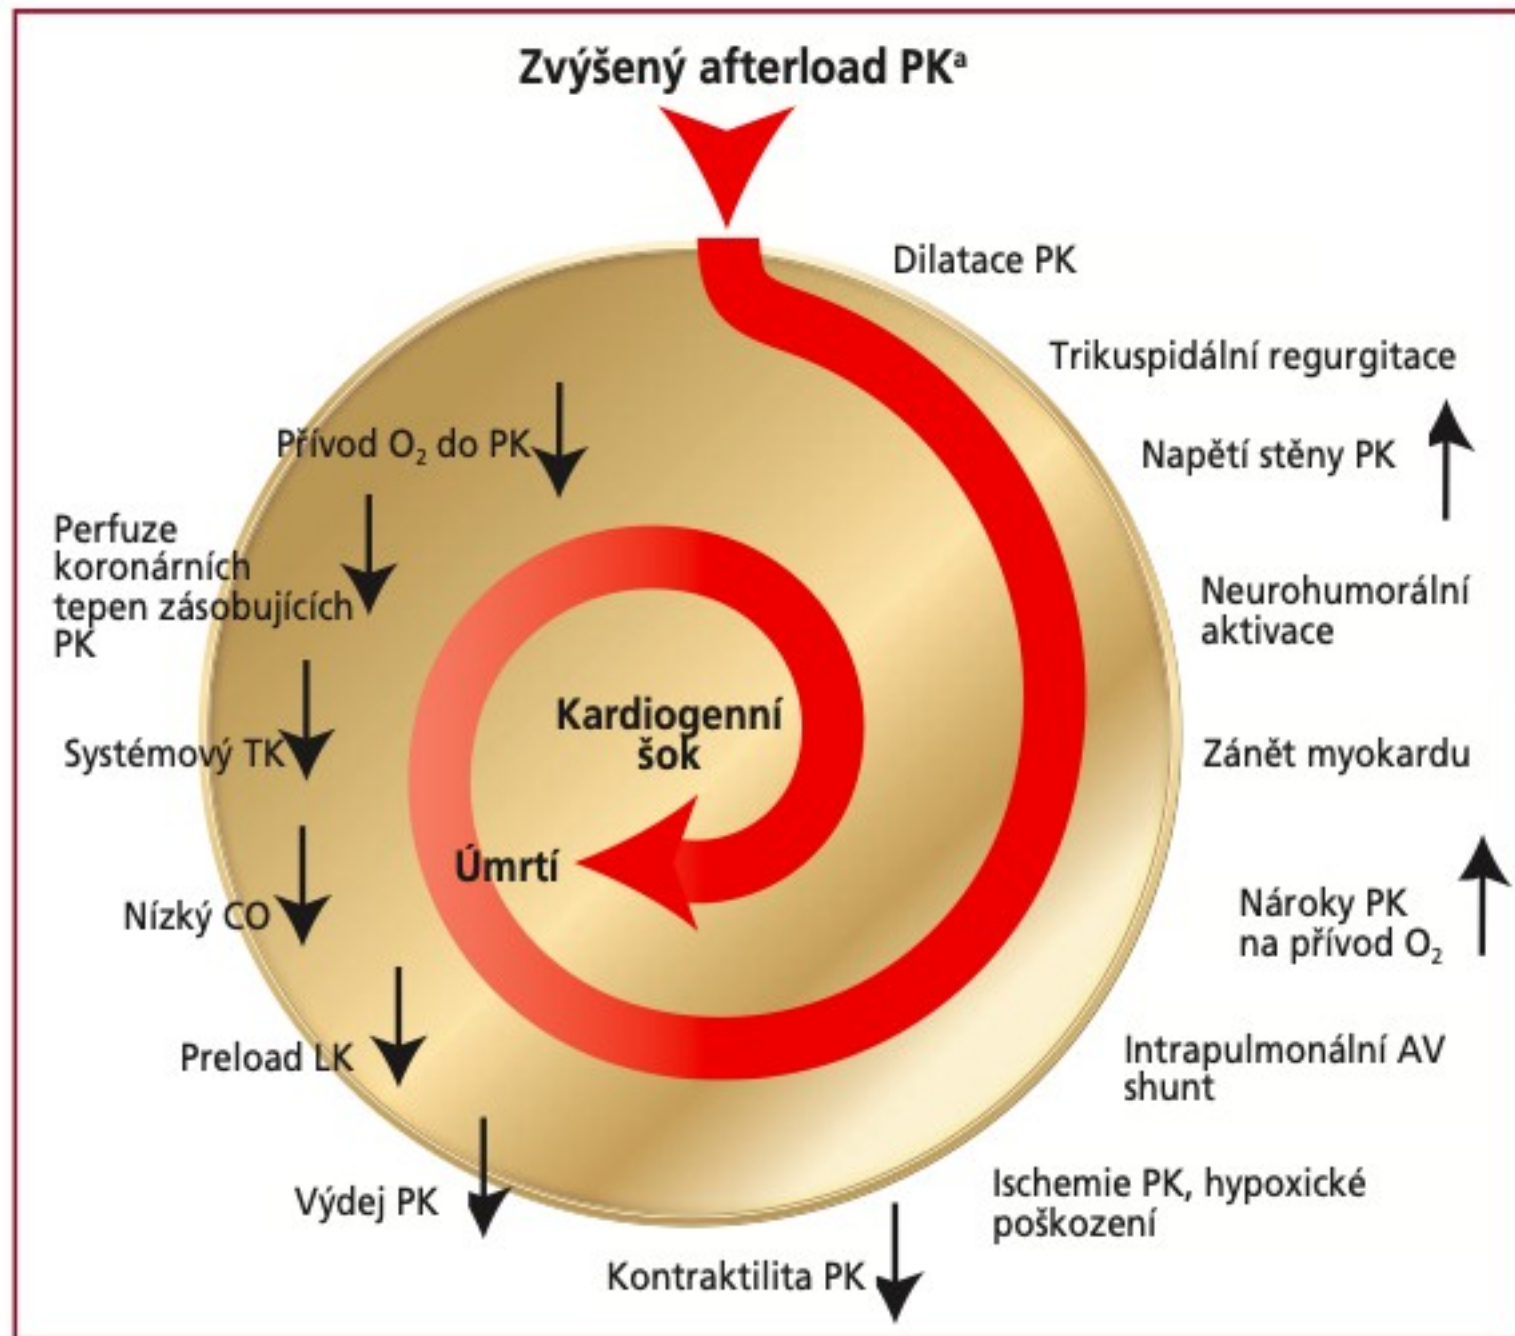 Zvýšený afterload PKᵃ
Dilatace PK
Trikuspidální regurgitace
Napětí stěny PK
Neurohumorální
aktivace
Zánět myokardu
Nároky PK
na přívod O₂
Intrapulmonální AV
shunt
Ischemie PK, hypoxické
poškození
Kontraktilita PK
Výdej PK
Preload LK
Nízký CO
Systémový TK
Perfuze
koronárních
tepen zásobujících
PK
Přívod O₂ do PK
Kardiogenní
šok
Úmrtí